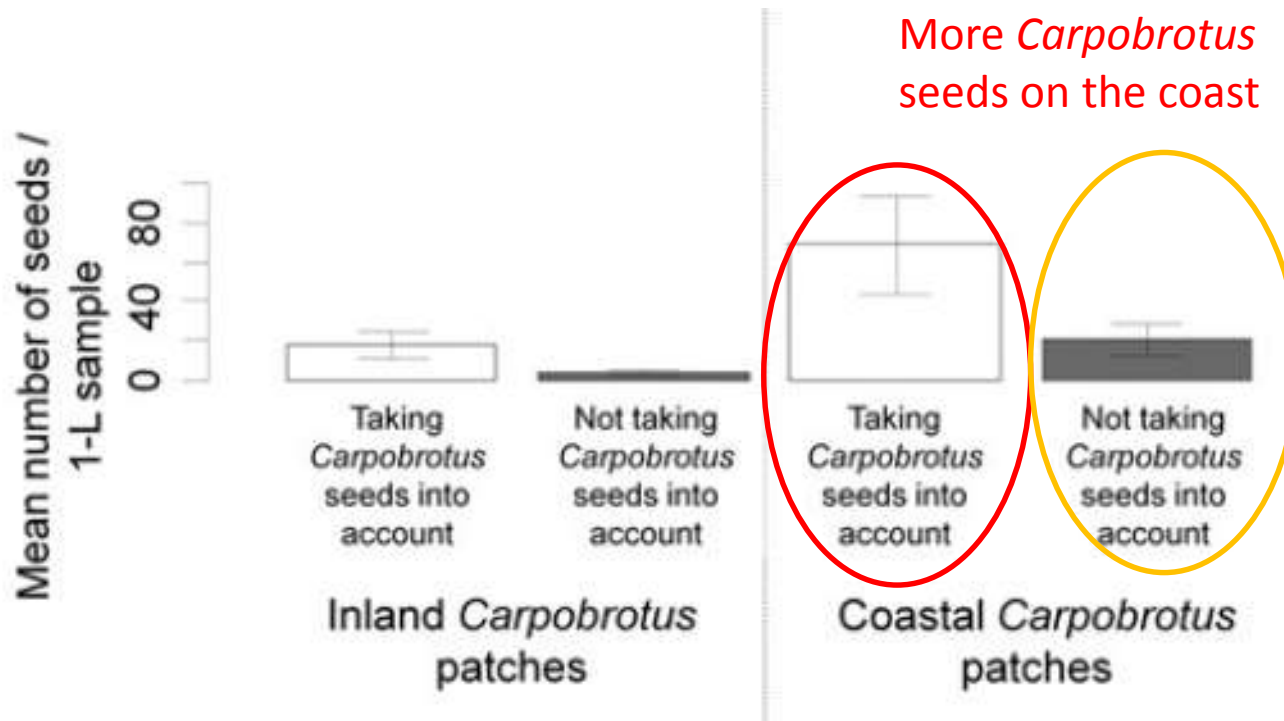 More Carpobrotus
seeds on the coast
Mean number of seeds /
1-L sample
80
40
0
Taking
Carpobrotus
seeds into
account
Not taking
Carpobrotus
seeds into
account
Taking
Carpobrotus
seeds into
account
Not taking
Carpobrotus
seeds into
account
Inland Carpobrotus
patches
Coastal Carpobrotus
patches